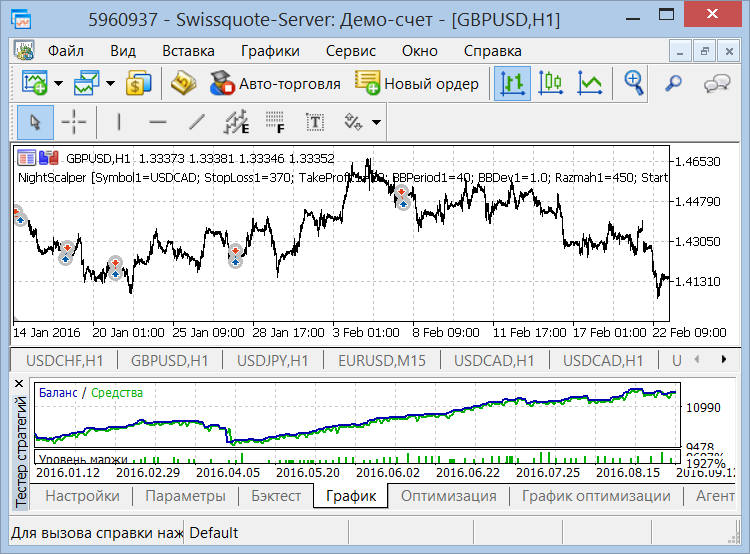 5960937 - Swissquote-Server: Демо-счет - [GBPUSD,H1]
Файл Вид Вставка Графики Сервис Окно Справка
Авто-торговля Новый ордер
E F T
GBPUSD,H1 1.33373 1.33381 1.33346 1.33352
NightScalper [Symbol1=USDCAD; StopLoss1=370; TakeProfit1=20; BBPeriod1=40; BBDev1=1.0; Razmah1=450; Start
1.46530
1.44790
1.43050
1.41310
14 Jan 2016 20 Jan 01:00 25 Jan 09:00 28 Jan 17:00 3 Feb 01:00 8 Feb 09:00 11 Feb 17:00 17 Feb 01:00 22 Feb 09:00
USDCHF,H1 GBPUSD,H1 USDJPY,H1 EURUSD,M15 USDCAD,H1 USDCAD,H1 U
Тестер стратегий
Баланс / Средства
10990
9478
Уровень маржи
1927%
2016.01.12 2016.02.29 2016.04.05 2016.05.20 2016.06.02 2016.06.22 2016.07.25 2016.08.15 2016.09.12
Настройки Параметры Бэктест График Оптимизация График оптимизации Агент
Для вызова справки наж Default